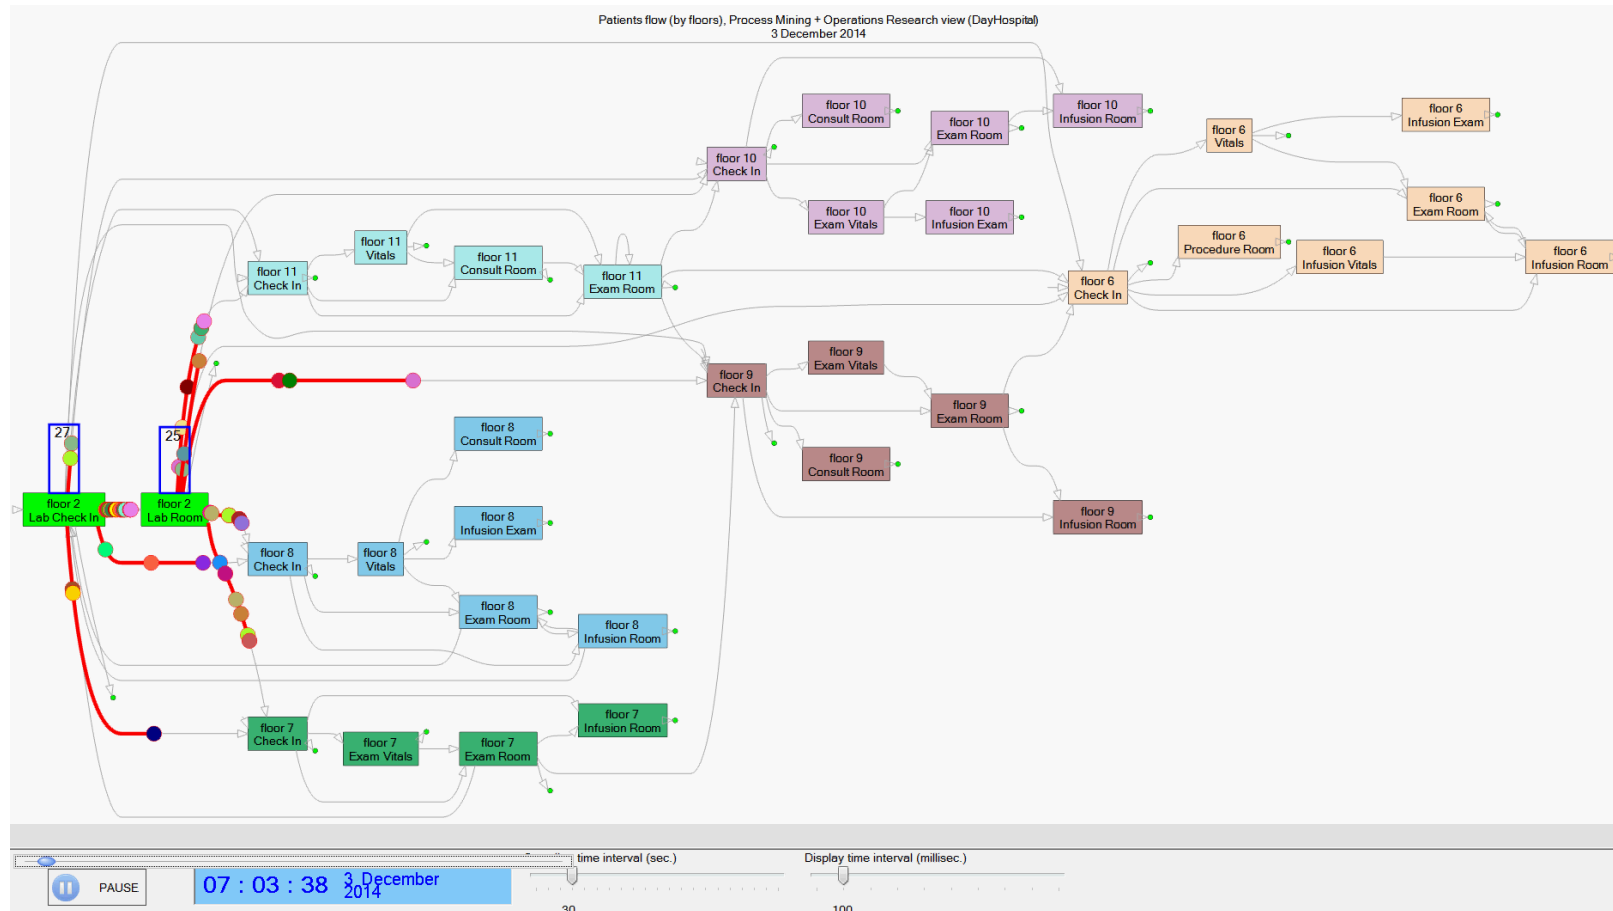 Patients flow (by floors), Process Mining + Operations Research view (DayHospital)
3 December 2014
floor 10
Consult Room
floor 10
Exam Room
floor 10
Infusion Room
floor 6
Infusion Exam
floor 6
Vitals
floor 10
Check In
floor 10
Exam Vitals
floor 10
Infusion Exam
floor 6
Exam Room
floor 6
Procedure Room
floor 6
Infusion Vitals
floor 6
Infusion Room
floor 11
Vitals
floor 11
Consult Room
floor 11
Check In
floor 11
Exam Room
floor 6
Check In
floor 9
Exam Vitals
floor 9
Check In
floor 9
Exam Room
floor 9
Consult Room
floor 9
Infusion Room
floor 8
Consult Room
27
25
floor 2
Lab Check In
floor 2
Lab Room
floor 8
Infusion Exam
floor 8
Check In
floor 8
Vitals
floor 8
Exam Room
floor 8
Infusion Room
floor 7
Infusion Room
floor 7
Check In
floor 7
Exam Vitals
floor 7
Exam Room
time interval (sec.)
Display time interval (millisec.)
PAUSE
07 : 03 : 38
3 December
2014
30
100